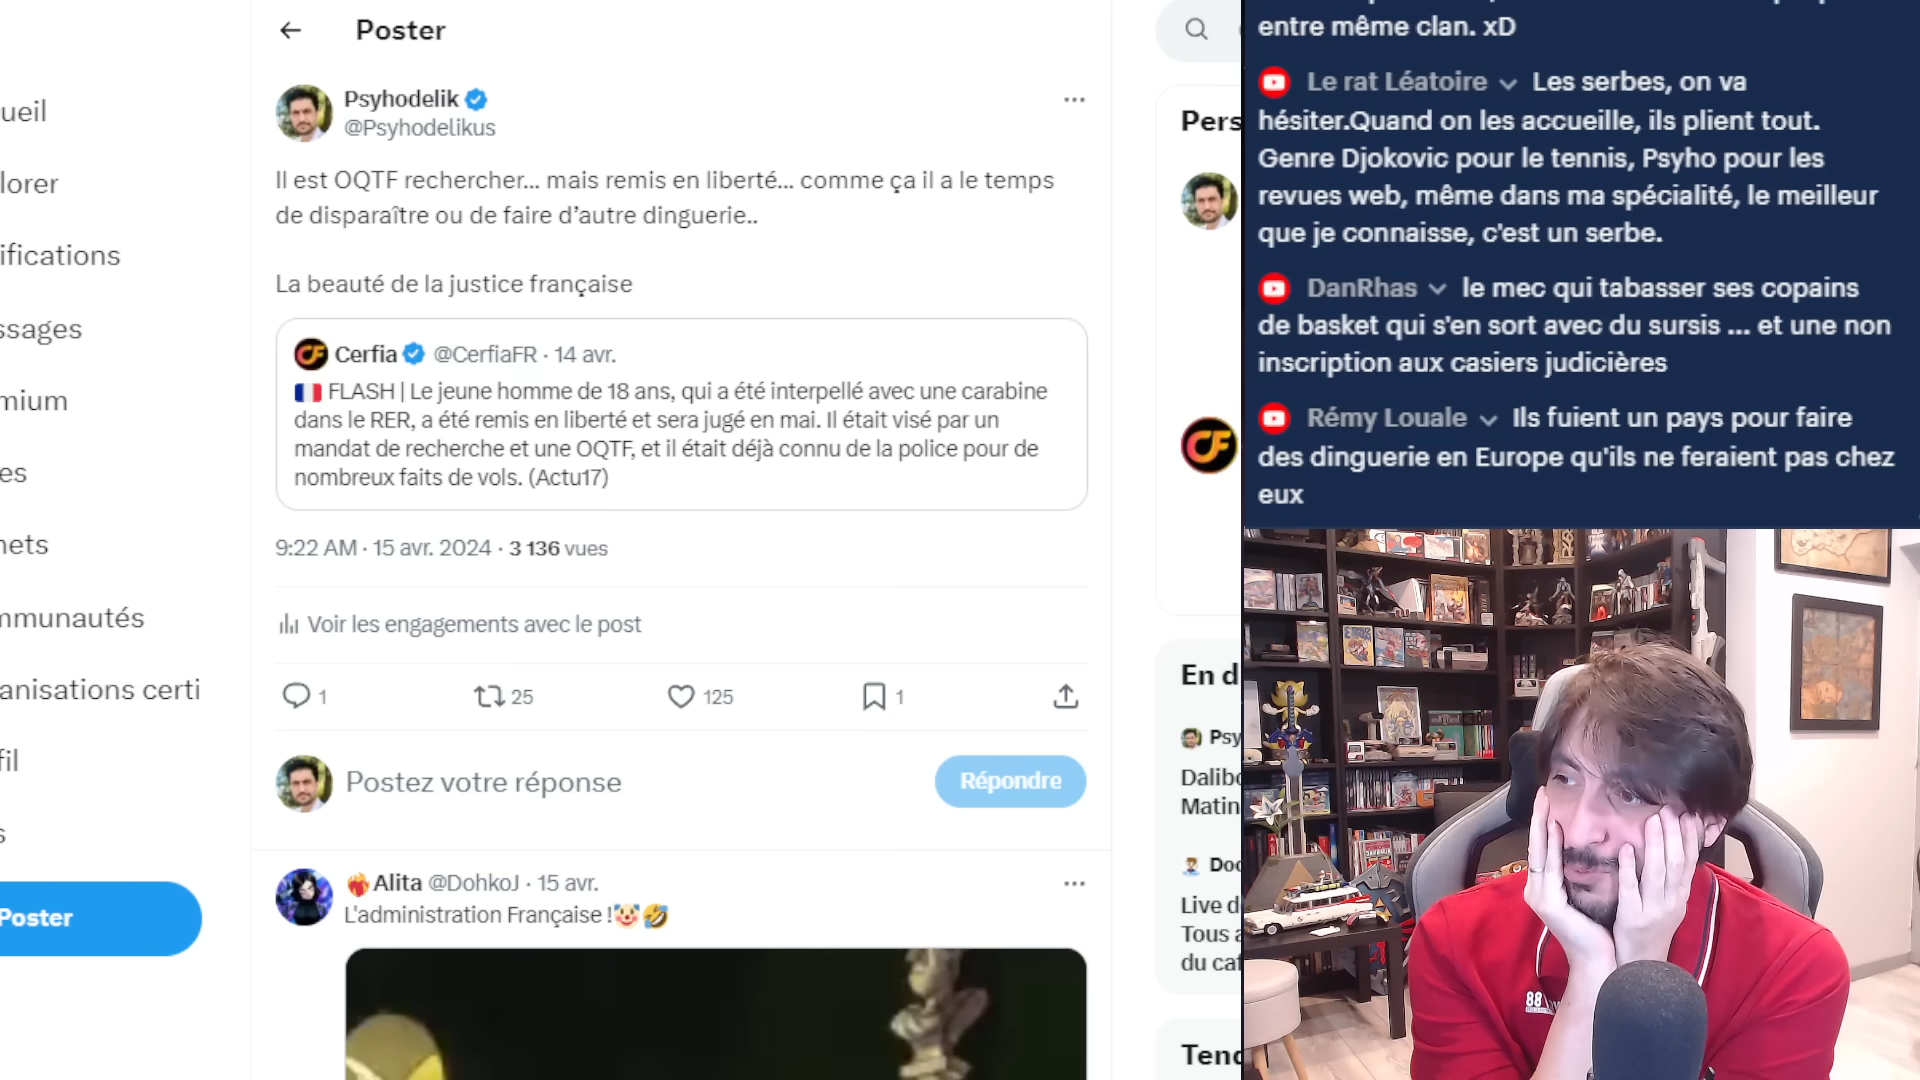 Poster
Psyhodelik
@Psyhodelikus
Il est OQTF rechercher... mais remis en liberté... comme ça il a le temps
de disparaître ou de faire d’autre dinguerie..
La beauté de la justice française
Cerfia @CerfiaFR · 14 avr.
FLASH | Le jeune homme de 18 ans, qui a été interpellé avec une carabine
dans le RER, a été remis en liberté et sera jugé en mai. Il était visé par un
mandat de recherche et une OQTF, et il était déjà connu de la police pour de
nombreux faits de vols. (Actu17)
9:22 AM · 15 avr. 2024 · 3 136 vues
Voir les engagements avec le post
1
25
125
1
Postez votre réponse
Répondre
Alita @DohkoJ · 15 avr.
L'administration Française !🤡🤣
ueil
lorer
ifications
ssages
mium
es
nets
mmunautés
anisations certi
fil
s
Poster
Pers
En d
Psy
Dalibo
Matin
Doc
Live d
Tous a
du caf
Tend
entre même clan. xD
Le rat Léatoire Les serbes, on va
hésiter.Quand on les accueille, ils plient tout.
Genre Djokovic pour le tennis, Psyho pour les
revues web, même dans ma spécialité, le meilleur
que je connaisse, c'est un serbe.
DanRhas le mec qui tabasser ses copains
de basket qui s'en sort avec du sursis ... et une non
inscription aux casiers judicières
Rémy Louale Ils fuient un pays pour faire
des dinguerie en Europe qu'ils ne feraient pas chez
eux
88